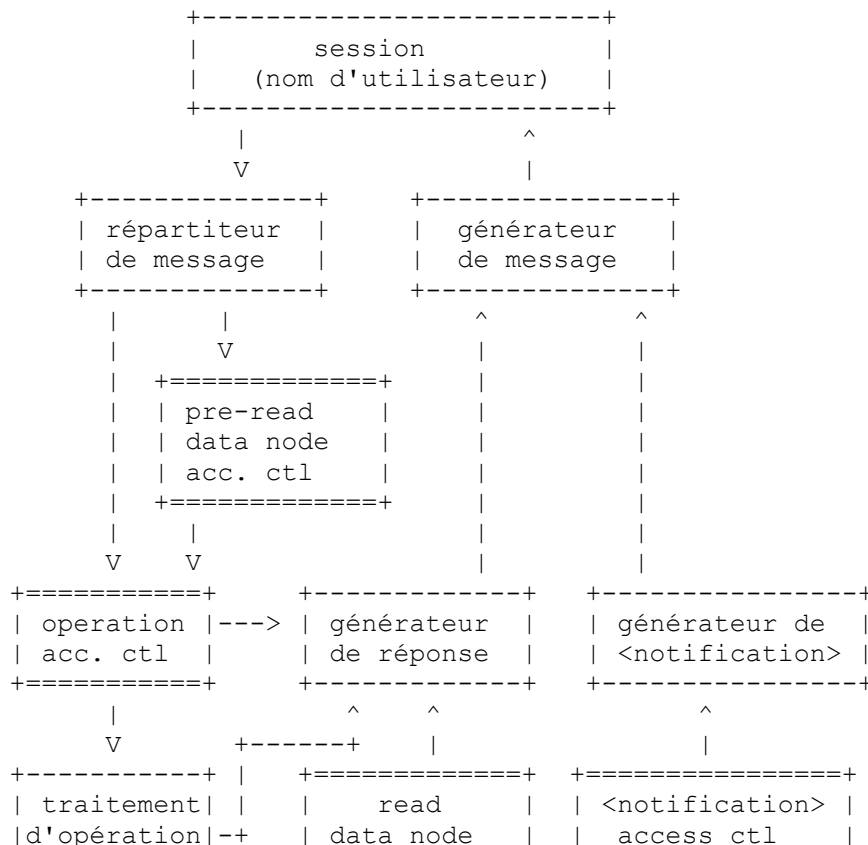 session
(nom d'utilisateur)
répartiteur générateur
de message de message
pre-read
data node
acc. ctl
operation générateur générateur de
acc. ctl de réponse <notification>
traitement read <notification>
d'opération data node access ctl